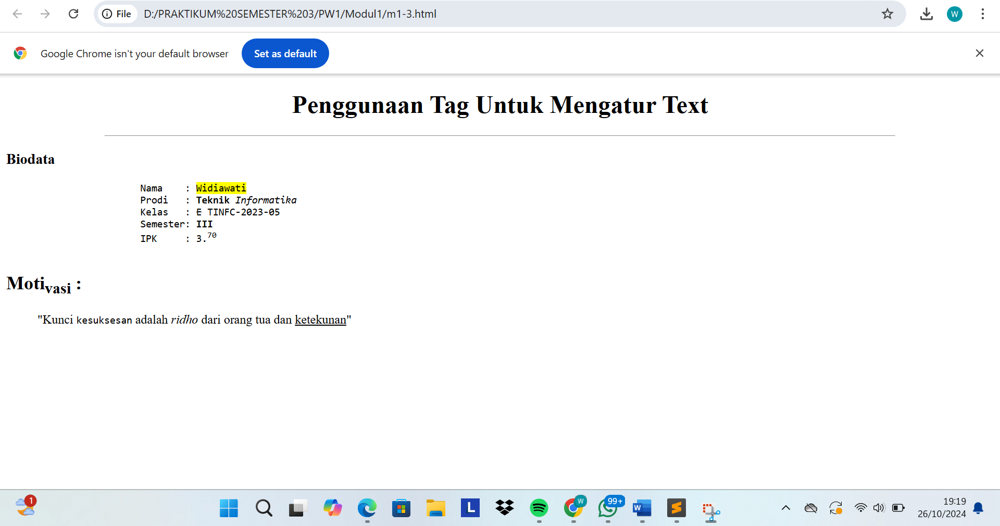 File D:/PRAKTIKUM%20SEMESTER%203/PW1/Modul1/m1-3.html
W
Google Chrome isn't your default browser Set as default
Penggunaan Tag Untuk Mengatur Text
Biodata
Nama : Widiawati
Prodi : Teknik Informatika
Kelas : E TINFC-2023-05
Semester: III
IPK : 3.70
Motivasi :
"Kunci kesuksesan adalah ridho dari orang tua dan ketekunan"
1
L
W
99+
W
S
19:19
26/10/2024